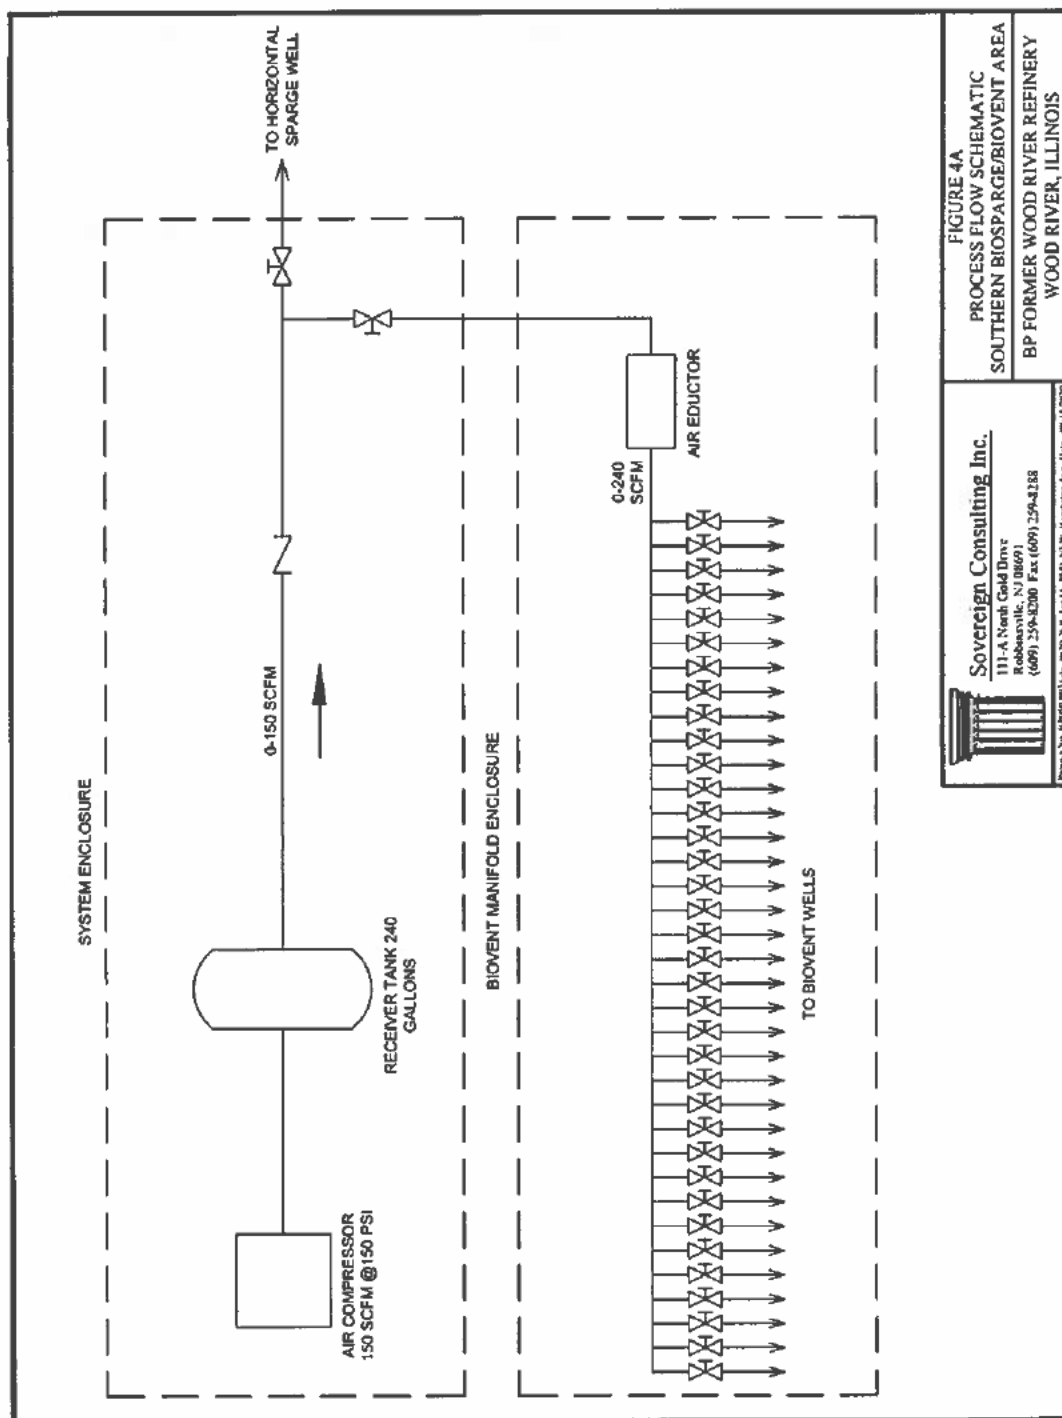 SYSTEM ENCLOSURE
AIR COMPRESSOR
150 SCFM @150 PSI
RECEIVER TANK 240
GALLONS
0-150 SCFM
TO HORIZONTAL
SPARGE WELL
BIOVENT MANIFOLD ENCLOSURE
0-240
SCFM
AIR EDUCTOR
TO BIOVENT WELLS
Sovereign Consulting Inc.
111-A North Gold Drive
Robbinsville, NJ 08691
(609) 259-8200 Fax (609) 259-8288
FIGURE 4A
PROCESS FLOW SCHEMATIC
SOUTHERN BIOSPARGE/BIOVENT AREA
BP FORMER WOOD RIVER REFINERY
WOOD RIVER, ILLINOIS